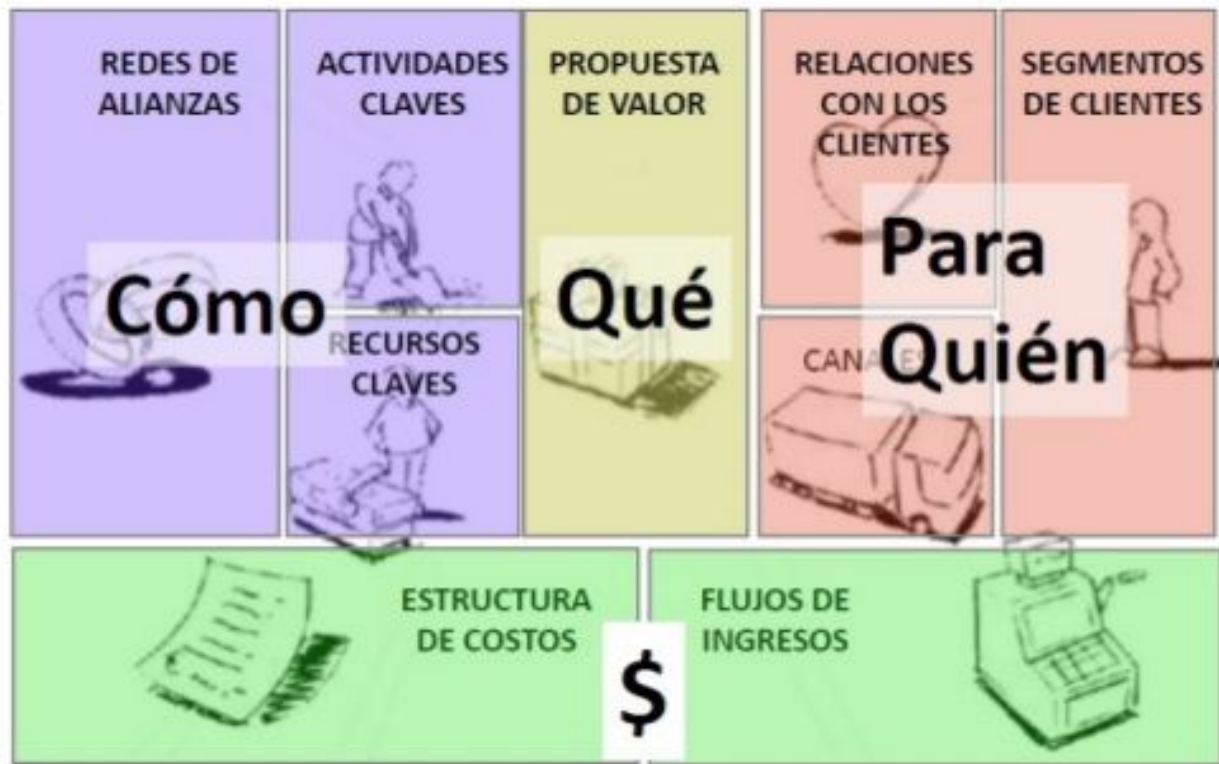 REDES DE
ALIANZAS
ACTIVIDADES
CLAVES
PROPUESTA
DE VALOR
RELACIONES
CON LOS
CLIENTES
SEGMENTOS
DE CLIENTES
Cómo
Qué
Para
Quién
RECURSOS
CLAVES
CANALES
ESTRUCTURA
DE COSTOS
FLUJOS DE
INGRESOS
$